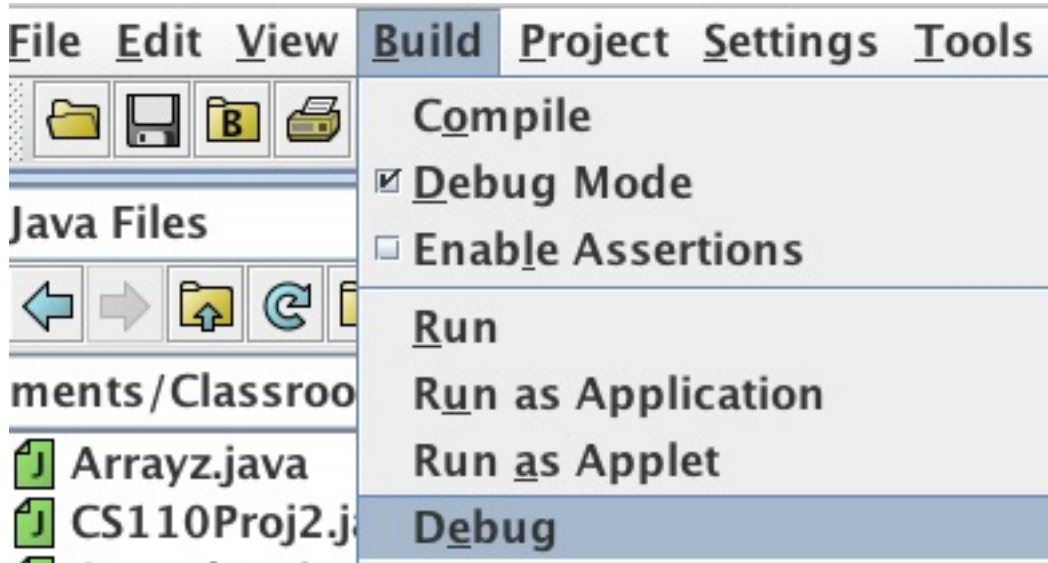 File Edit View Build Project Settings Tools
B
Compile
Debug Mode
Enable Assertions
Run
Run as Application
Run as Applet
Debug
Java Files
ments/Classroo
J Arrayz.java
J CS110Proj2.j